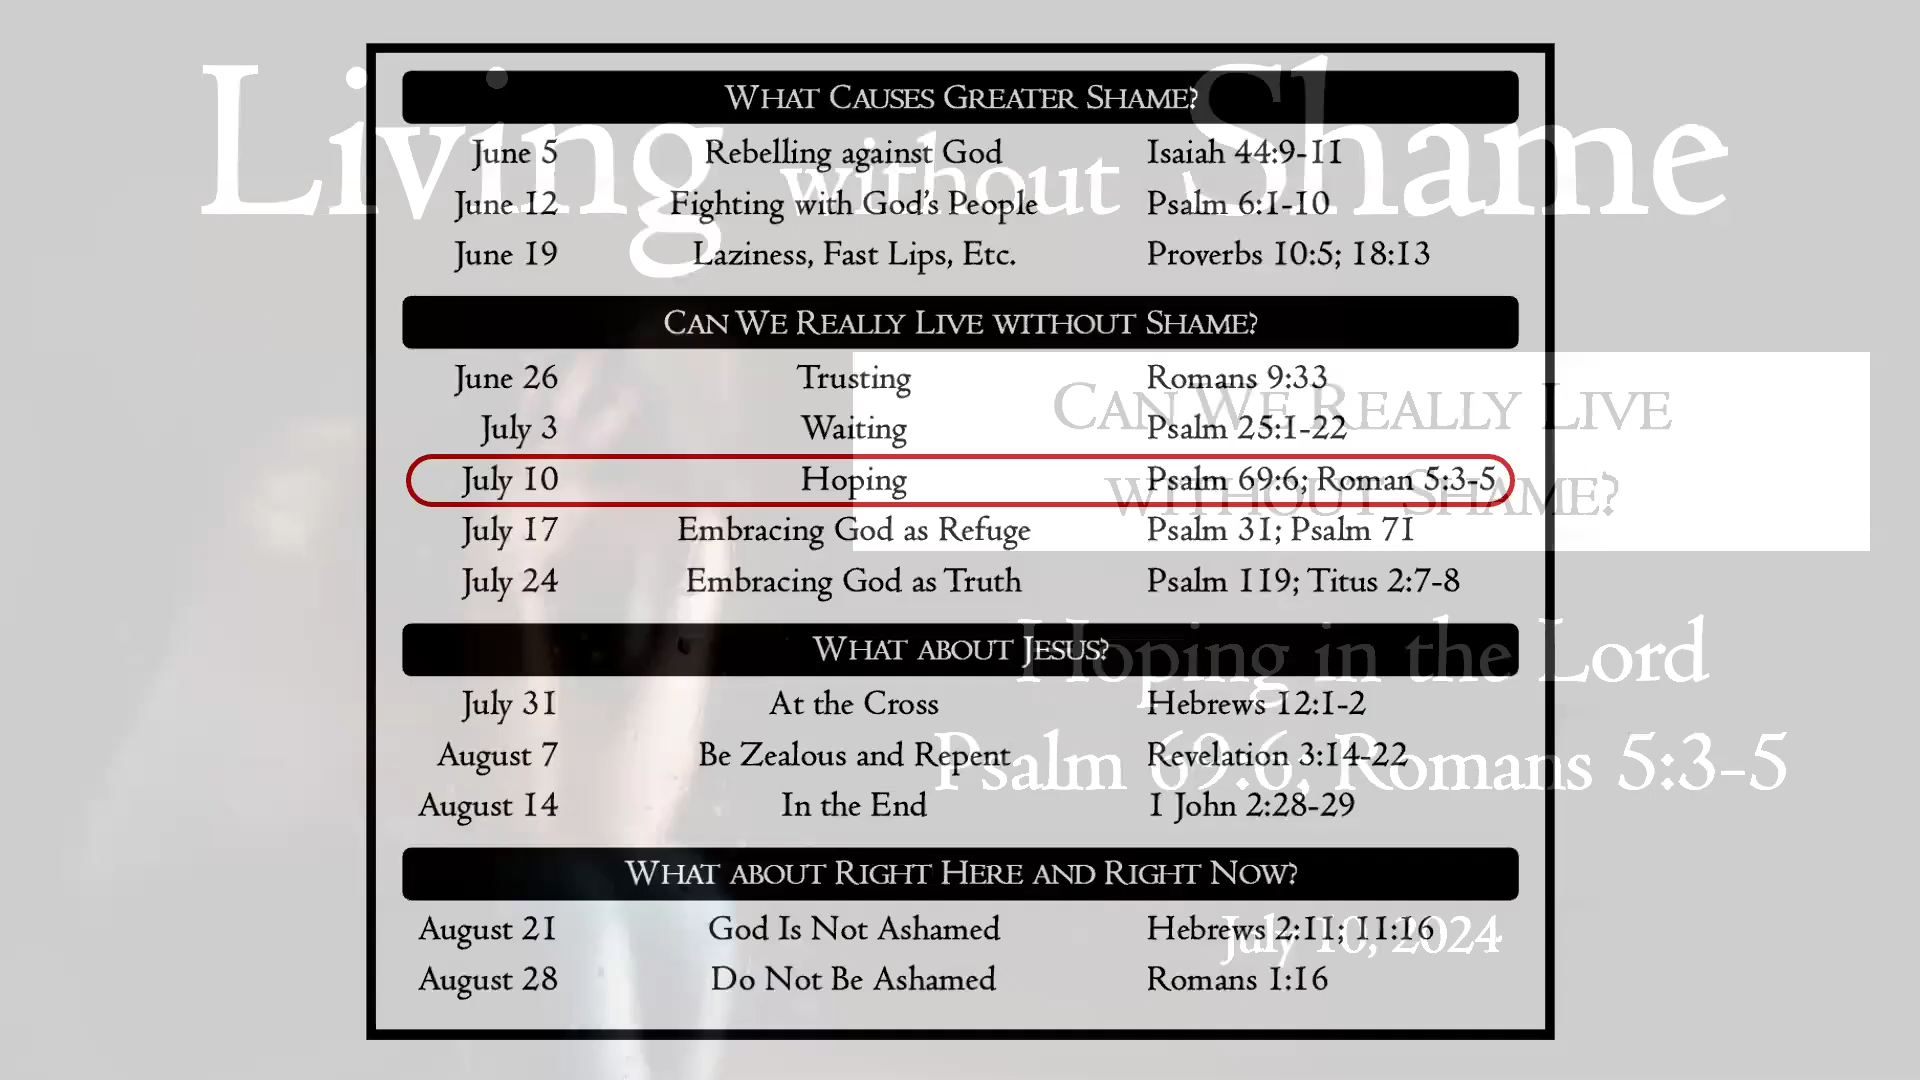 Living without Shame
WHAT CAUSES GREATER SHAME?
June 5 Rebelling against God Isaiah 44:9-11
June 12 Fighting with God's People Psalm 6:1-10
June 19 Laziness, Fast Lips, Etc. Proverbs 10:5; 18:13
CAN WE REALLY LIVE WITHOUT SHAME?
June 26 Trusting Romans 9:33
July 3 Waiting Psalm 25:1-22
July 10 Hoping Psalm 69:6; Roman 5:3-5
July 17 Embracing God as Refuge Psalm 31; Psalm 71
July 24 Embracing God as Truth Psalm 119; Titus 2:7-8
WHAT ABOUT JESUS?
July 31 At the Cross Hebrews 12:1-2
August 7 Be Zealous and Repent Revelation 3:14-22
August 14 In the End 1 John 2:28-29
WHAT ABOUT RIGHT HERE AND RIGHT NOW?
August 21 God Is Not Ashamed Hebrews 2:11; 11:16
August 28 Do Not Be Ashamed Romans 1:16
CAN WE REALLY LIVE
WITHOUT SHAME?
Hoping in the Lord
Psalm 69:6; Romans 5:3-5
July 10, 2024